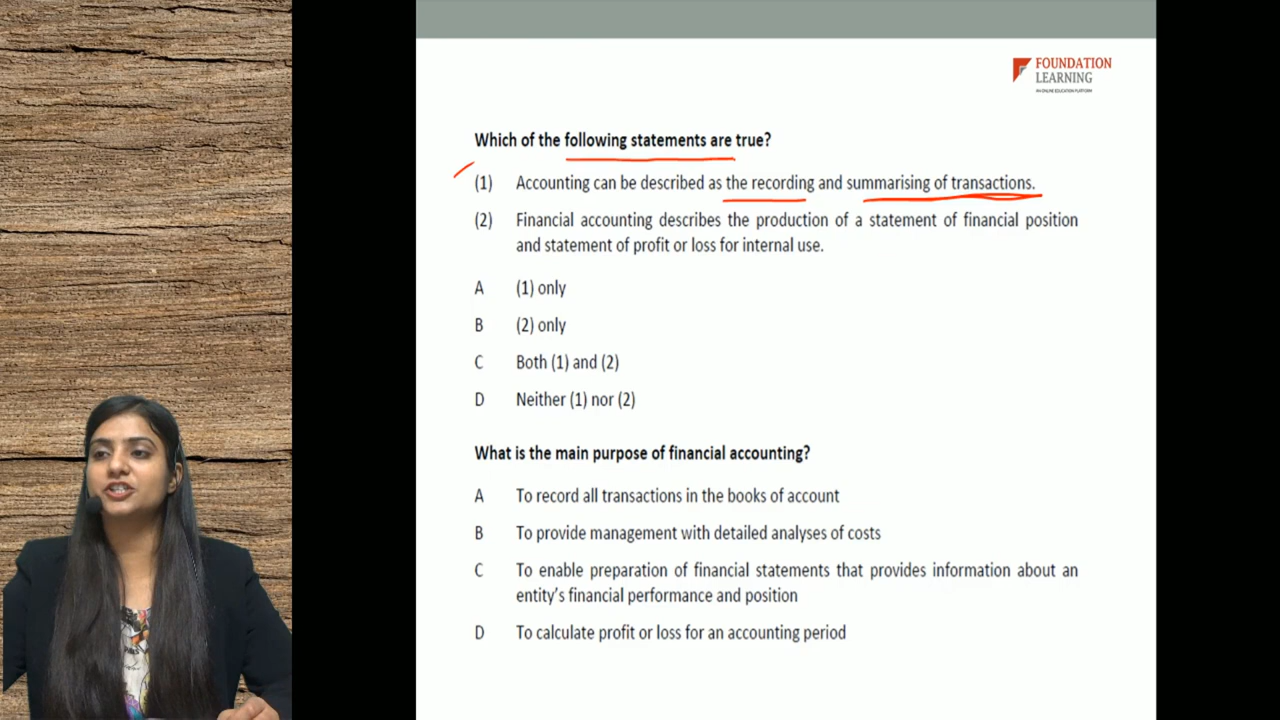 FOUNDATION
LEARNING
AN ONLINE EDUCATION PLATFORM
Which of the following statements are true?
(1) Accounting can be described as the recording and summarising of transactions.
(2) Financial accounting describes the production of a statement of financial position
and statement of profit or loss for internal use.
A (1) only
B (2) only
C Both (1) and (2)
D Neither (1) nor (2)
What is the main purpose of financial accounting?
A To record all transactions in the books of account
B To provide management with detailed analyses of costs
C To enable preparation of financial statements that provides information about an
entity's financial performance and position
D To calculate profit or loss for an accounting period